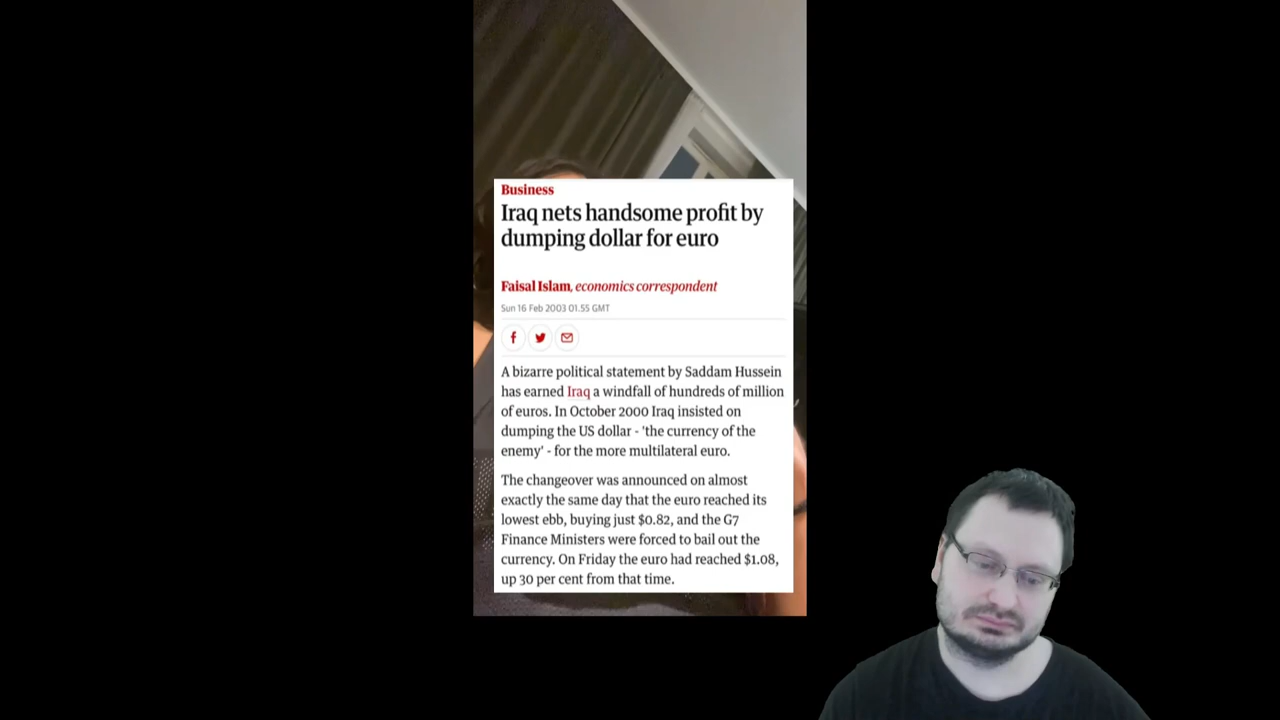 Business
Iraq nets handsome profit by
dumping dollar for euro
Faisal Islam, economics correspondent
Sun 16 Feb 2003 01.55 GMT
A bizarre political statement by Saddam Hussein
has earned Iraq a windfall of hundreds of million
of euros. In October 2000 Iraq insisted on
dumping the US dollar - 'the currency of the
enemy' - for the more multilateral euro.
The changeover was announced on almost
exactly the same day that the euro reached its
lowest ebb, buying just $0.82, and the G7
Finance Ministers were forced to bail out the
currency. On Friday the euro had reached $1.08,
up 30 per cent from that time.